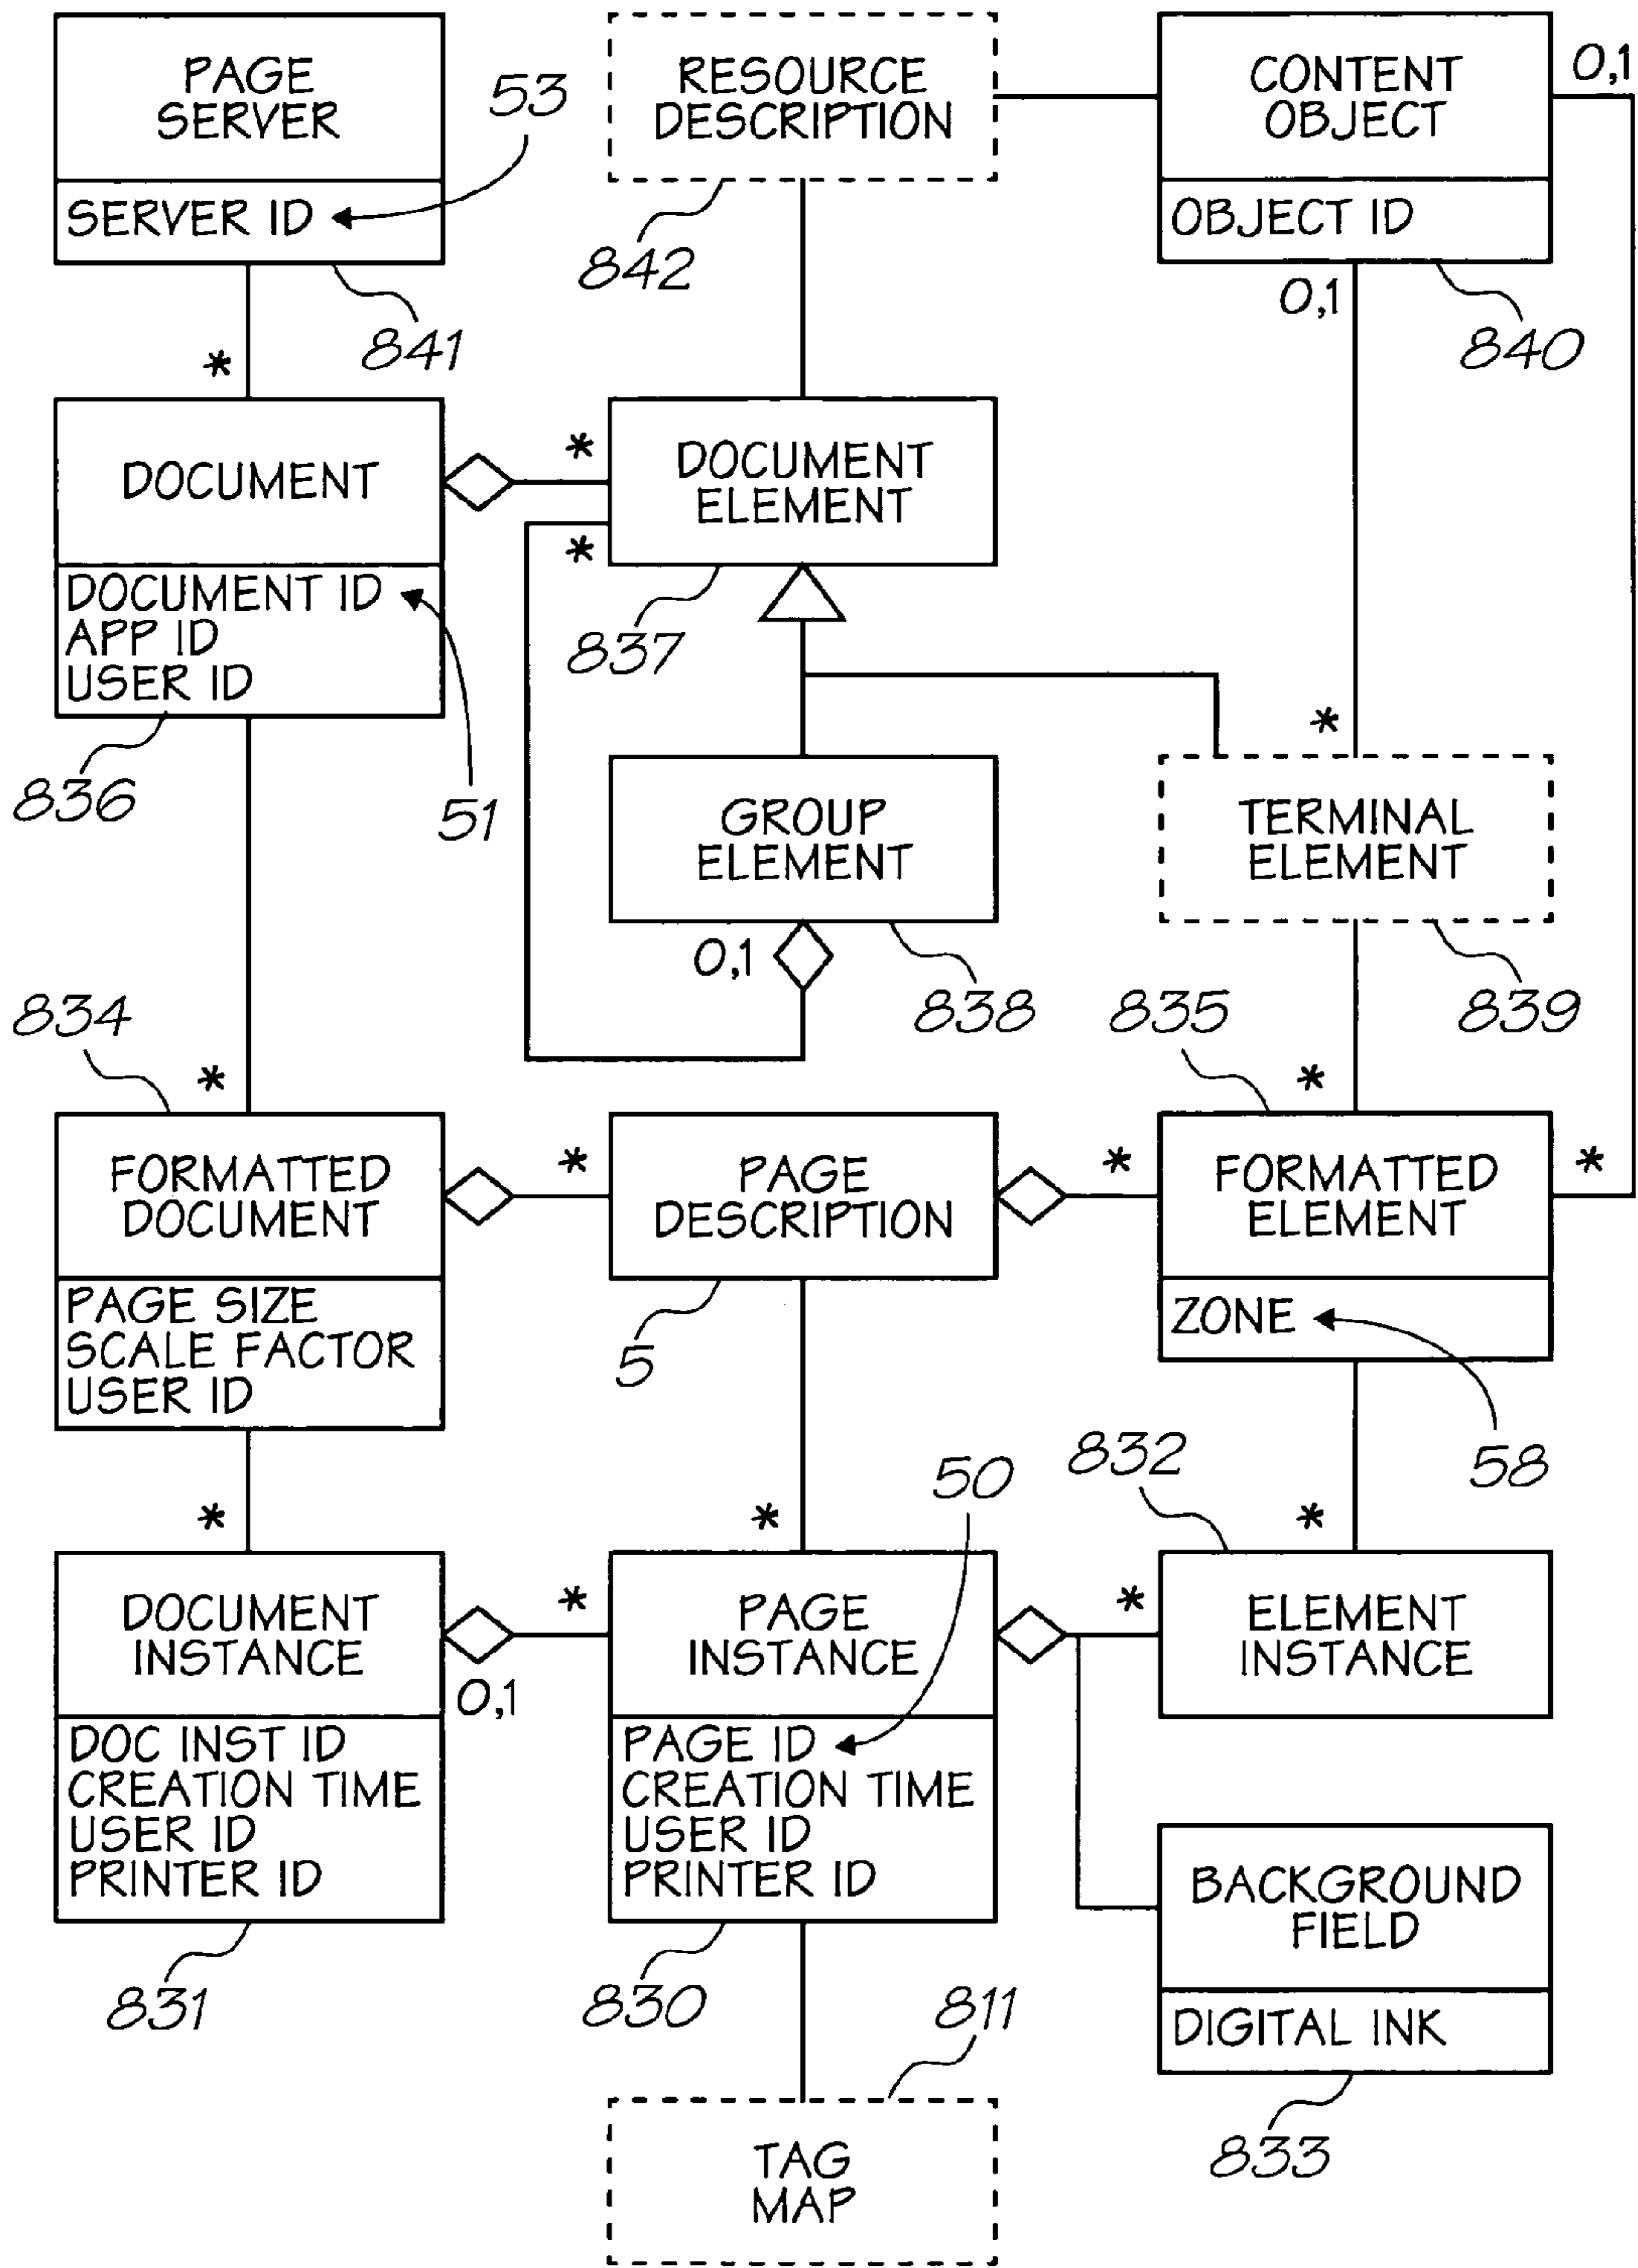 PAGE
SERVER
SERVER ID
53
841
RESOURCE
DESCRIPTION
842
CONTENT
OBJECT
OBJECT ID
0,1
0,1
840
*
DOCUMENT
DOCUMENT ID
APP ID
USER ID
836
51
*
*
DOCUMENT
ELEMENT
837
GROUP
ELEMENT
0,1
838
*
TERMINAL
ELEMENT
839
834
*
FORMATTED
DOCUMENT
PAGE SIZE
SCALE FACTOR
USER ID
*
PAGE
DESCRIPTION
5
*
835
*
FORMATTED
ELEMENT
ZONE
*
58
*
DOCUMENT
INSTANCE
DOC INST ID
CREATION TIME
USER ID
PRINTER ID
831
0,1
*
*
50
PAGE
INSTANCE
PAGE ID
CREATION TIME
USER ID
PRINTER ID
830
*
832
*
ELEMENT
INSTANCE
BACKGROUND
FIELD
DIGITAL INK
833
811
TAG
MAP